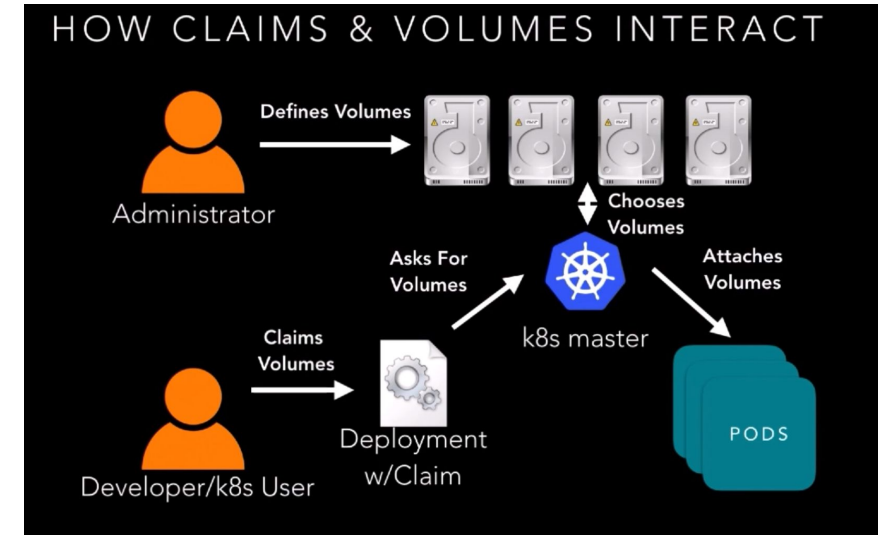 HOW CLAIMS & VOLUMES INTERACT
Defines Volumes
Administrator
Chooses
Volumes
Asks For
Volumes
Attaches
Volumes
k8s master
Claims
Volumes
Deployment
w/Claim
Developer/k8s User
PODS